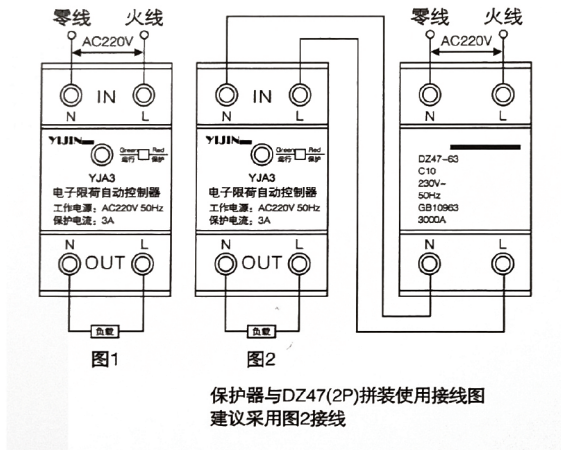 零线 火线
AC220V
IN
N L
YIJIN
Green Red
运行 保护
YJA3
电子限荷自动控制器
工作电源：AC220V 50Hz
保护电流：3A
N L
OUT
负载
图1
IN
N L
YIJIN
Green Red
运行 保护
YJA3
电子限荷自动控制器
工作电源：AC220V 50Hz
保护电流：3A
N L
OUT
负载
图2
零线 火线
AC220V
N L
DZ47-63
C10
230V~
50Hz
GB10963
3000A
N L
保护器与DZ47(2P)拼装使用接线图
建议采用图2接线